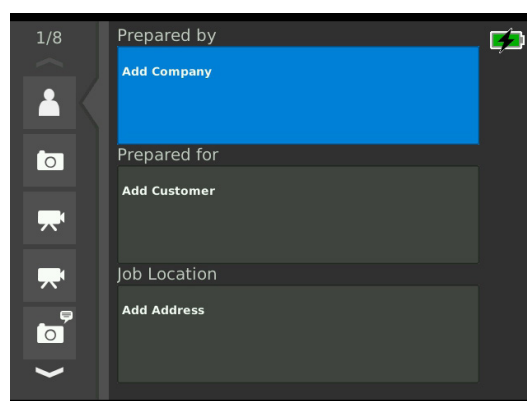 1/8
Prepared by
Add Company
Prepared for
Add Customer
Job Location
Add Address